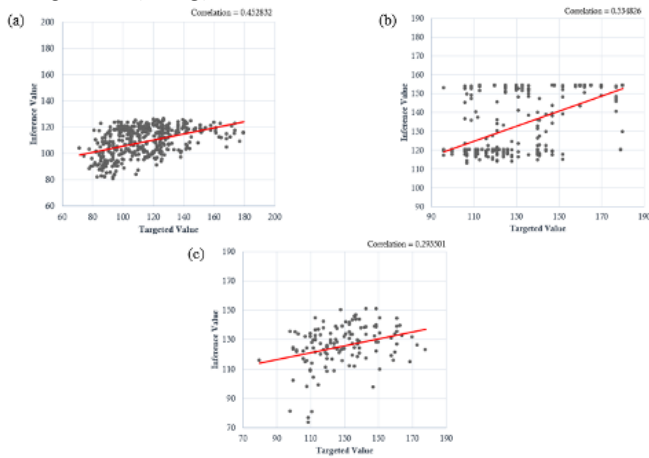 (a)
Correlation = 0.452832
200
180
160
140
120
100
80
60
60 80 100 120 140 160 180 200
Inference Value
Targeted Value
(b)
Correlation = 0.534826
190
180
170
160
150
140
130
120
110
100
90
90 110 130 150 170 190
Inference Value
Targeted Value
(c)
Correlation = 0.295501
190
170
150
130
110
90
70
70 90 110 130 150 170 190
Inference Value
Targeted Value